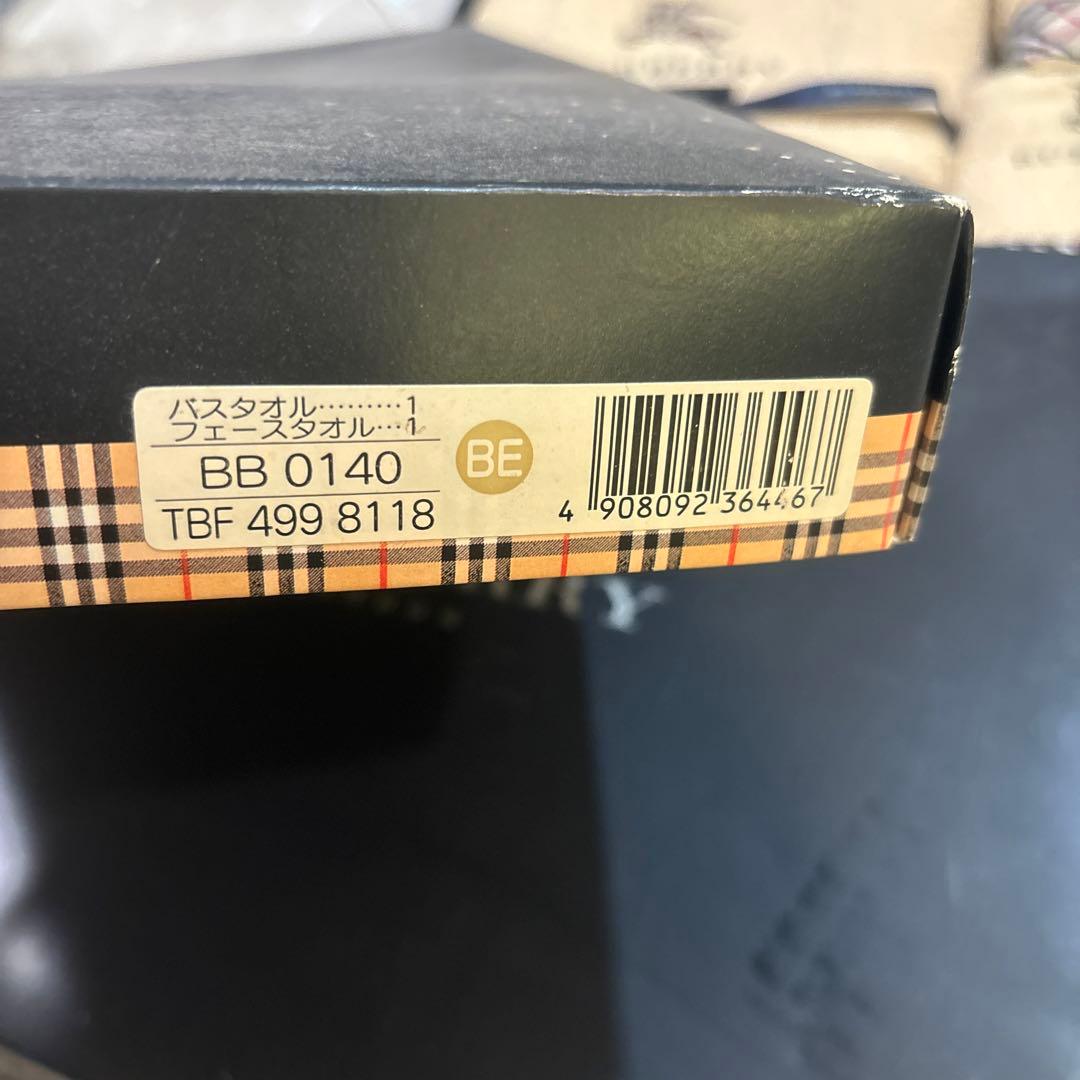 バスタオル………1
フェースタオル…1
BB 0140
TBF 499 8118
BE
4 908092 364467